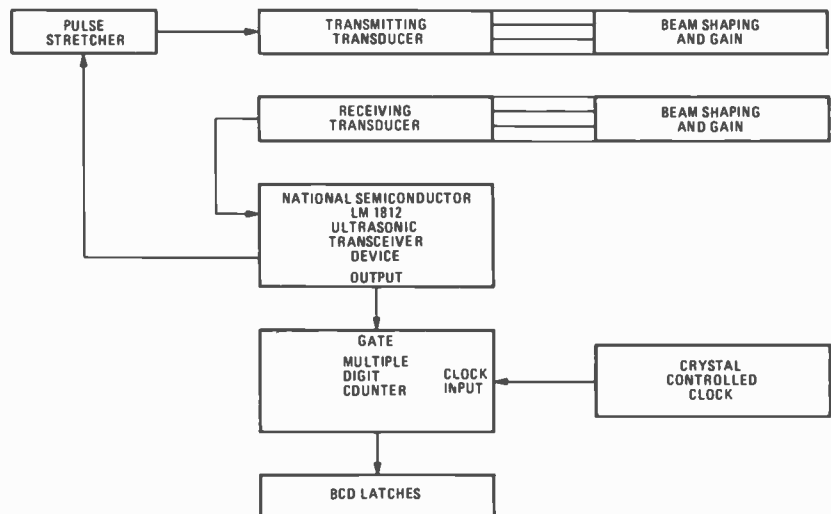 PULSE
STRETCHER
TRANSMITTING
TRANSDUCER
BEAM SHAPING
AND GAIN
RECEIVING
TRANSDUCER
BEAM SHAPING
AND GAIN
NATIONAL SEMICONDUCTOR
LM 1812
ULTRASONIC
TRANSCEIVER
DEVICE
OUTPUT
GATE
MULTIPLE
DIGIT
CDUNTER
CLOCK
INPUT
CRYSTAL
CONTROLLED
CLOCK
BCD LATCHES